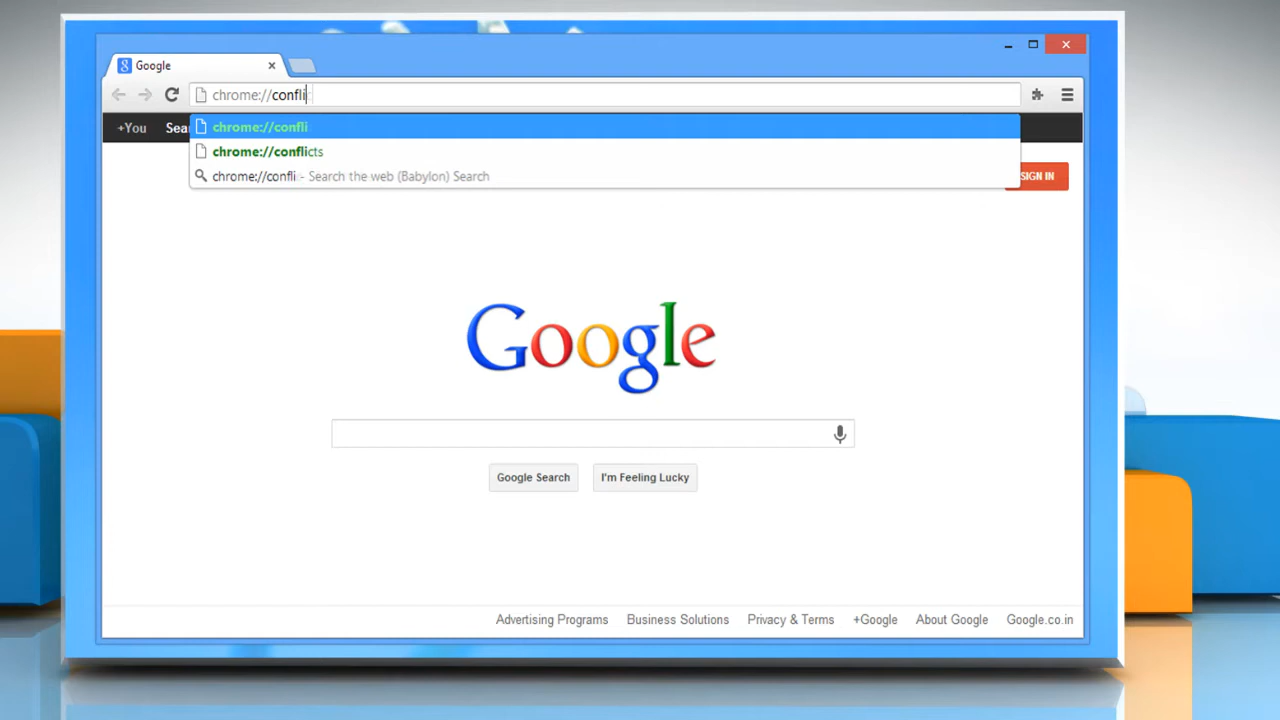 Google
chrome://confli
+You Sea
chrome://confli
chrome://conflicts
chrome://confli - Search the web (Babylon) Search
SIGN IN
Google
Google Search I'm Feeling Lucky
Advertising Programs Business Solutions Privacy & Terms +Google About Google Google.co.in